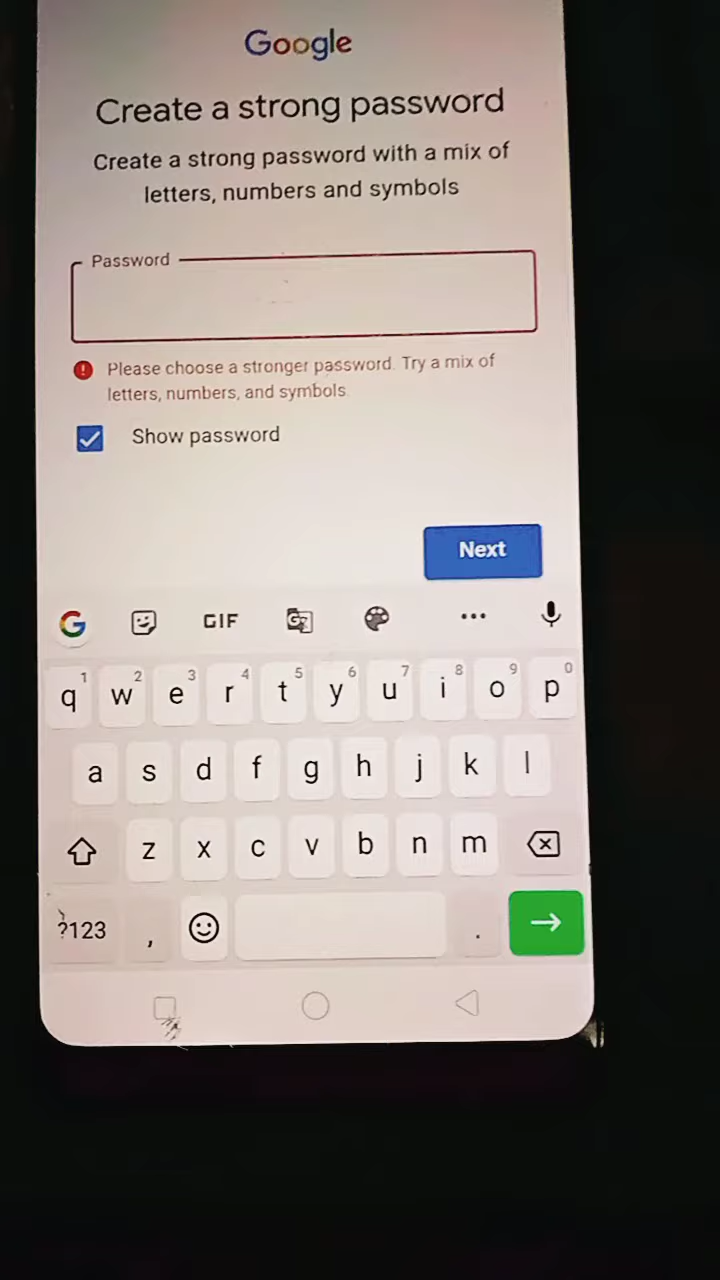 Google
Create a strong password
Create a strong password with a mix of
letters, numbers and symbols
Password
Please choose a stronger password. Try a mix of
letters, numbers, and symbols.
Show password
Next
G GIF G
1 2 3 4 5 6 7 8 9 0
q w e r t y u i o p
a s d f g h j k l
z x c v b n m
?123 , .